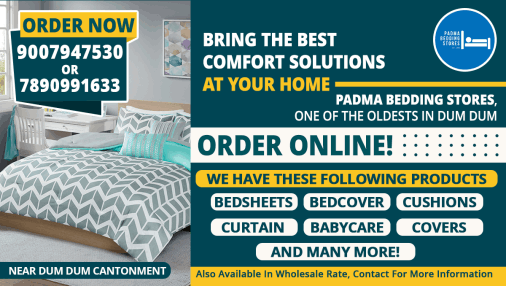 ORDER NOW
9007947530
OR
7890991633
NEAR DUM DUM CANTONMENT
PADMA
BEDDING
STORES
BRING THE BEST
COMFORT SOLUTIONS
AT YOUR HOME
PADMA BEDDING STORES,
ONE OF THE OLDESTS IN DUM DUM
ORDER ONLINE!
WE HAVE THESE FOLLOWING PRODUCTS
BEDSHEETS BEDCOVER CUSHIONS
CURTAIN BABYCARE COVERS
AND MANY MORE!
Also Available In Wholesale Rate, Contact For More Information